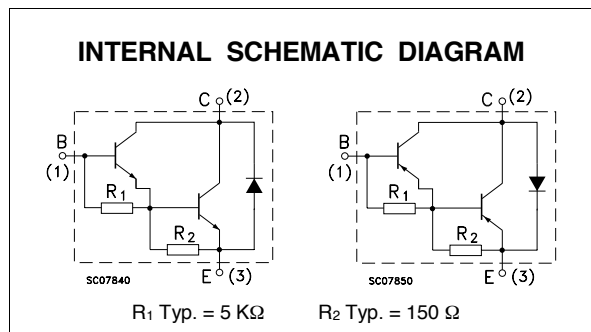 INTERNAL SCHEMATIC DIAGRAM
C (2)
B
(1)
R1
R2
E (3)
SC07840
C (2)
B
(1)
R1
R2
E (3)
SC07850
R1 Typ. = 5 KΩ R2 Typ. = 150 Ω